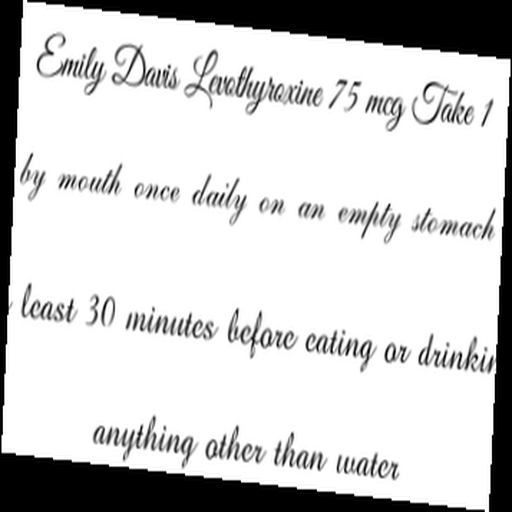 Emily Davis Levothyroxine 75 mcg Take 1
by mouth once daily on an empty stomach
least 30 minutes before eating or
anything other than water